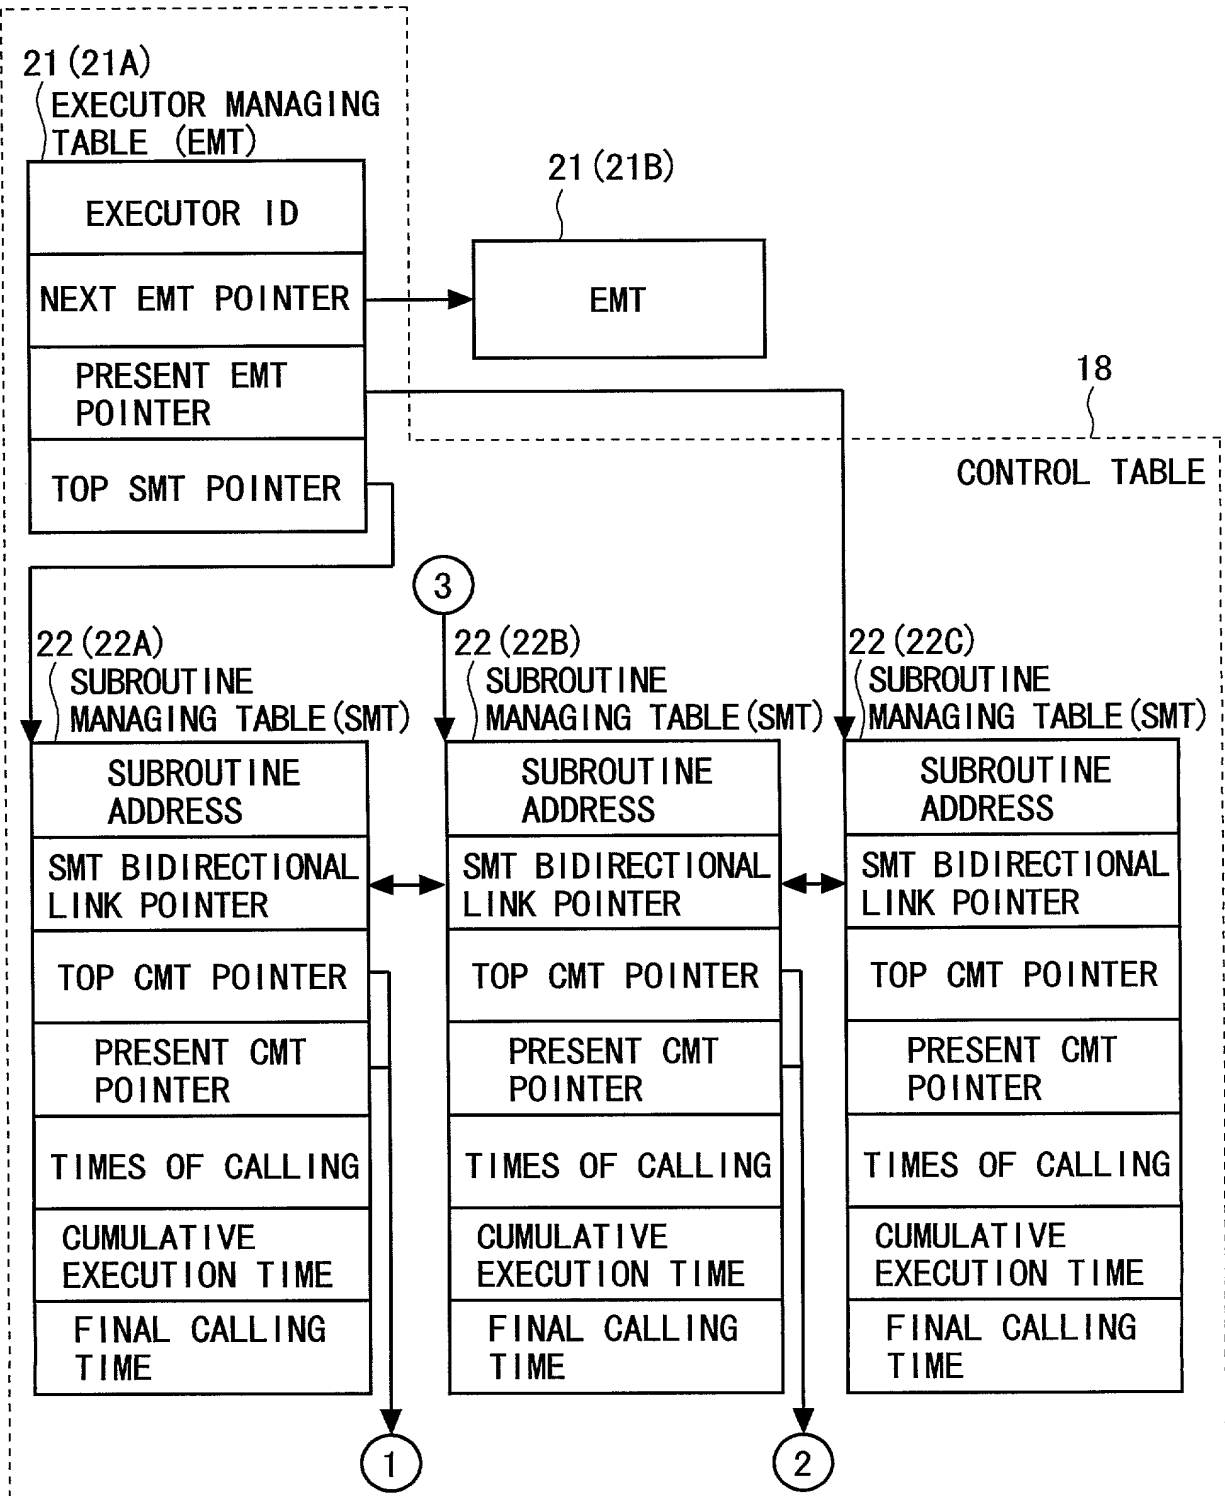 21(21A)
EXECUTOR MANAGING
TABLE (EMT)
EXECUTOR ID
NEXT EMT POINTER
PRESENT EMT
POINTER
TOP SMT POINTER
21(21B)
EMT
18
CONTROL TABLE
3
22(22A)
SUBROUTINE
MANAGING TABLE(SMT)
SUBROUTINE
ADDRESS
SMT BIDIRECTIONAL
LINK POINTER
TOP CMT POINTER
PRESENT CMT
POINTER
TIMES OF CALLING
CUMULATIVE
EXECUTION TIME
FINAL CALLING
TIME
1
22(22B)
SUBROUTINE
MANAGING TABLE(SMT)
SUBROUTINE
ADDRESS
SMT BIDIRECTIONAL
LINK POINTER
TOP CMT POINTER
PRESENT CMT
POINTER
TIMES OF CALLING
CUMULATIVE
EXECUTION TIME
FINAL CALLING
TIME
2
22(22C)
SUBROUTINE
MANAGING TABLE(SMT)
SUBROUTINE
ADDRESS
SMT BIDIRECTIONAL
LINK POINTER
TOP CMT POINTER
PRESENT CMT
POINTER
TIMES OF CALLING
CUMULATIVE
EXECUTION TIME
FINAL CALLING
TIME